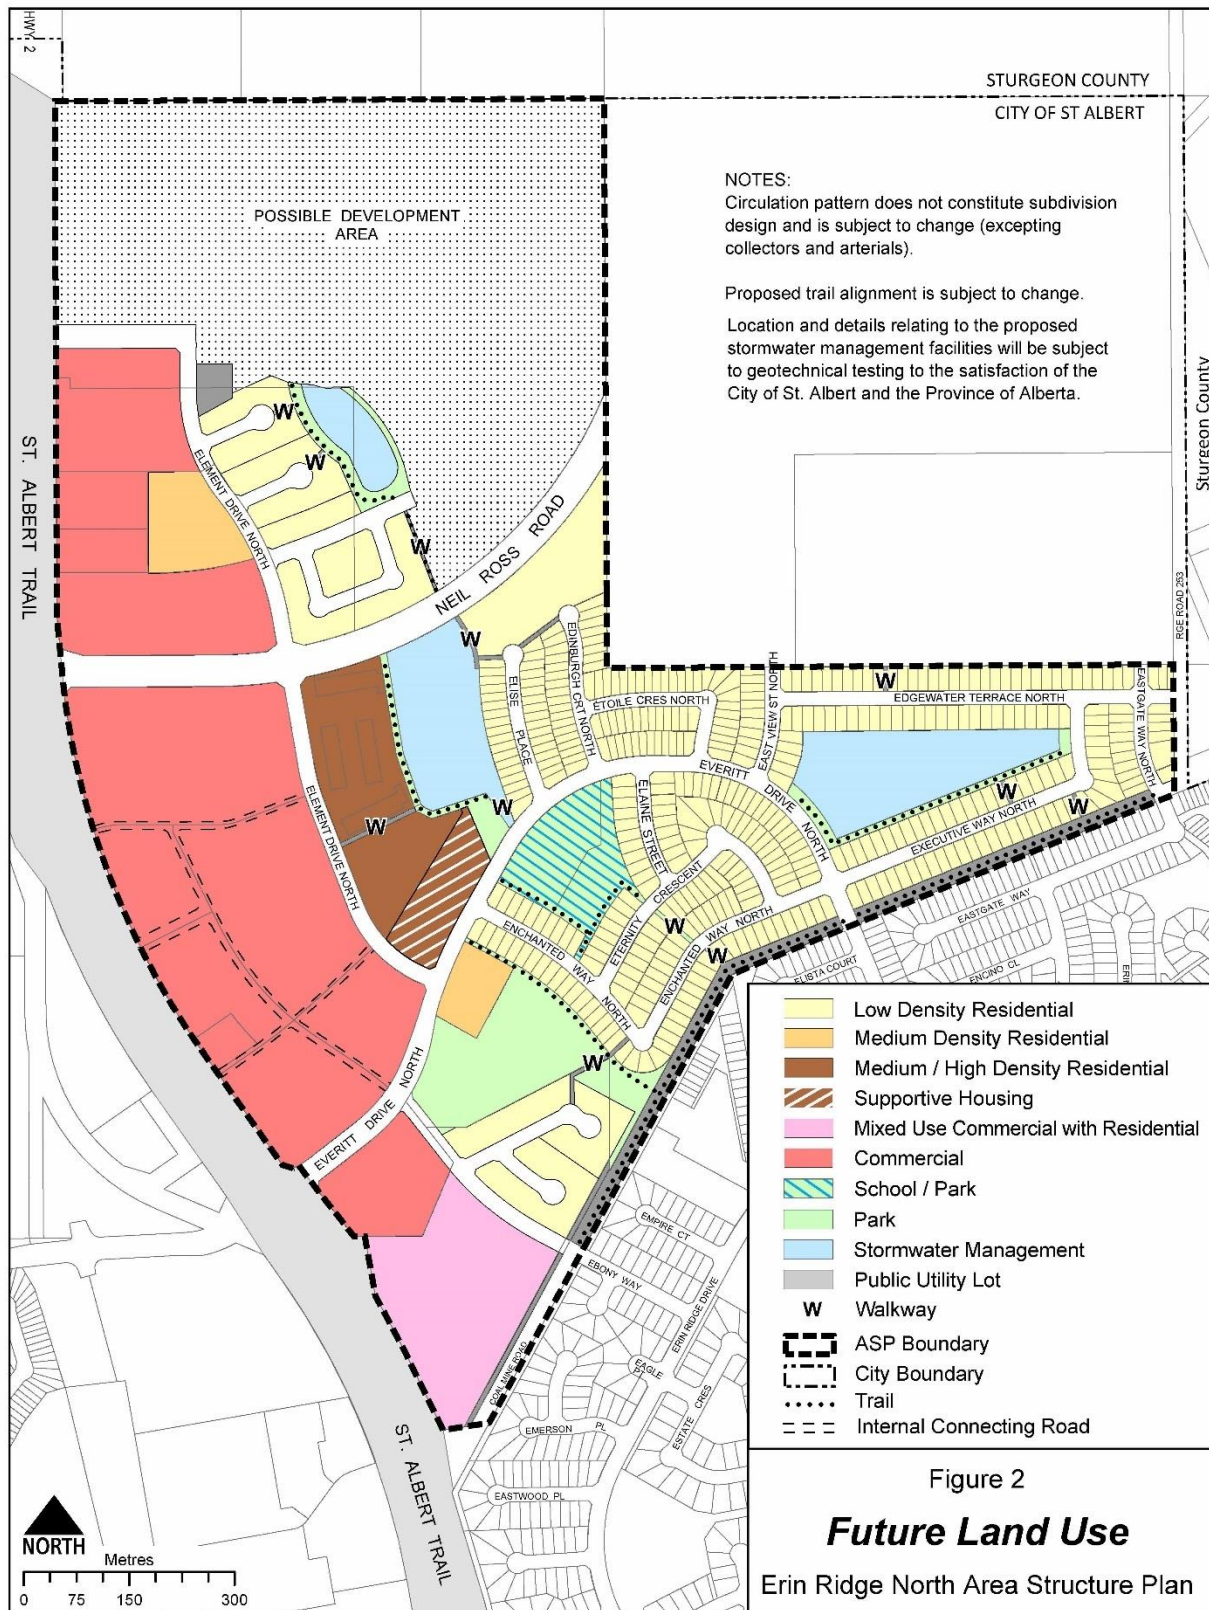 HWY 2
STURGEON COUNTY
CITY OF ST ALBERT
NOTES:
Circulation pattern does not constitute subdivision
design and is subject to change (excepting
collectors and arterials).
Proposed trail alignment is subject to change.
Location and details relating to the proposed
stormwater management facilities will be subject
to geotechnical testing to the satisfaction of the
City of St. Albert and the Province of Alberta.
POSSIBLE DEVELOPMENT
AREA
Sturgeon County
RGE ROAD 253
ST. ALBERT TRAIL
ELEMENT DRIVE NORTH
W
W
W
NEIL ROSS ROAD
W
ELISE PLACE
EDINBURGH CRT NORTH
ETOILE CRES NORTH
EAST VIEW ST NORTH
W
EDGEWATER TERRACE NORTH
EASTGATE WAY NORTH
EVERITT DRIVE NORTH
ELAINE STREET
W
W
W
W
EXECUTIVE WAY NORTH
ELEMENT DRIVE NORTH
ETERNITY CRESCENT
ENCHANTED WAY NORTH
W
W
ENCHANTED WAY NORTH
EASTGATE WAY
ELISTA COURT
ENCINO CL
W
EVERITT DRIVE NORTH
EMPIRE CT
EBONY WAY
ERIN RIDGE DRIVE
EAGLE
COAL MINE ROAD
EMERSON PL
ESTATE CRES
EASTWOOD PL
ST. ALBERT TRAIL
Low Density Residential
Medium Density Residential
Medium / High Density Residential
Supportive Housing
Mixed Use Commercial with Residential
Commercial
School / Park
Park
Stormwater Management
Public Utility Lot
W Walkway
ASP Boundary
City Boundary
Trail
Internal Connecting Road
Figure 2
Future Land Use
Erin Ridge North Area Structure Plan
NORTH
Metres
0 75 150 300